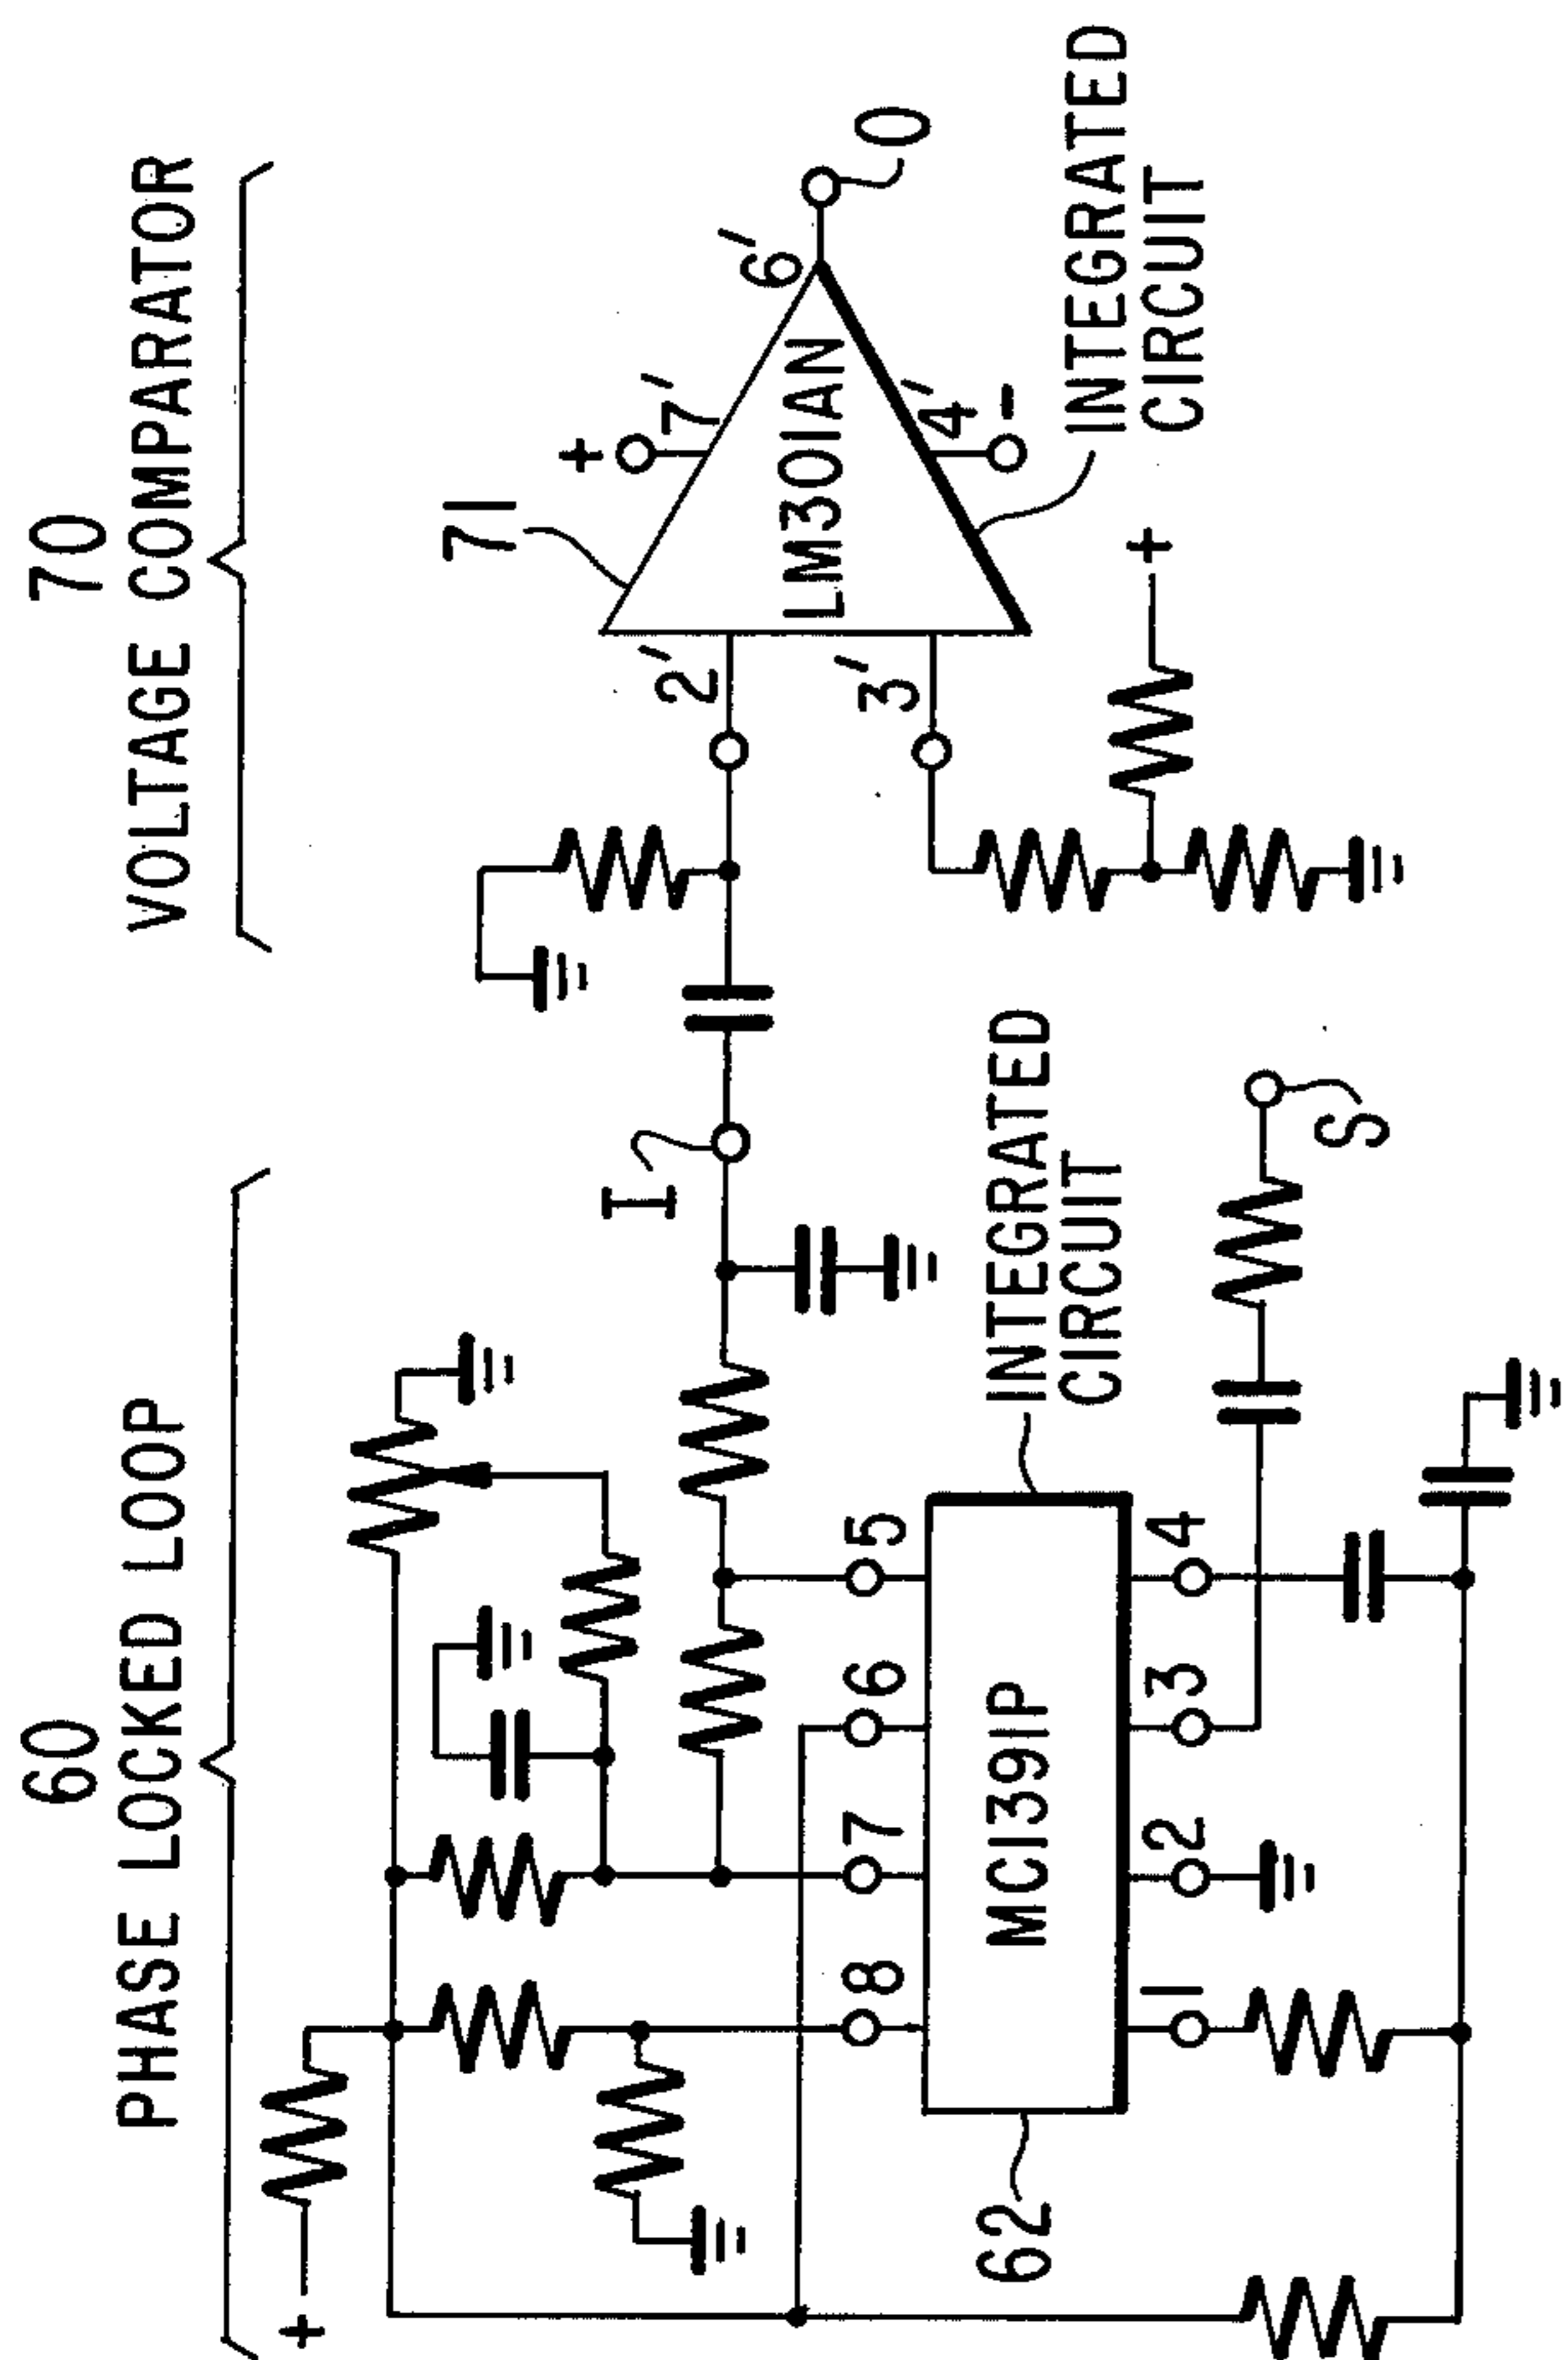 60
PHASE LOCKED LOOP
70
VOLTAGE COMPARATOR
+
I
71
+
7'
2'
6'
O
LM301AN
3'
4'
-
INTEGRATED
CIRCUIT
+
8
7
6
5
62
MC1391P
INTEGRATED
CIRCUIT
1
2
3
4
S